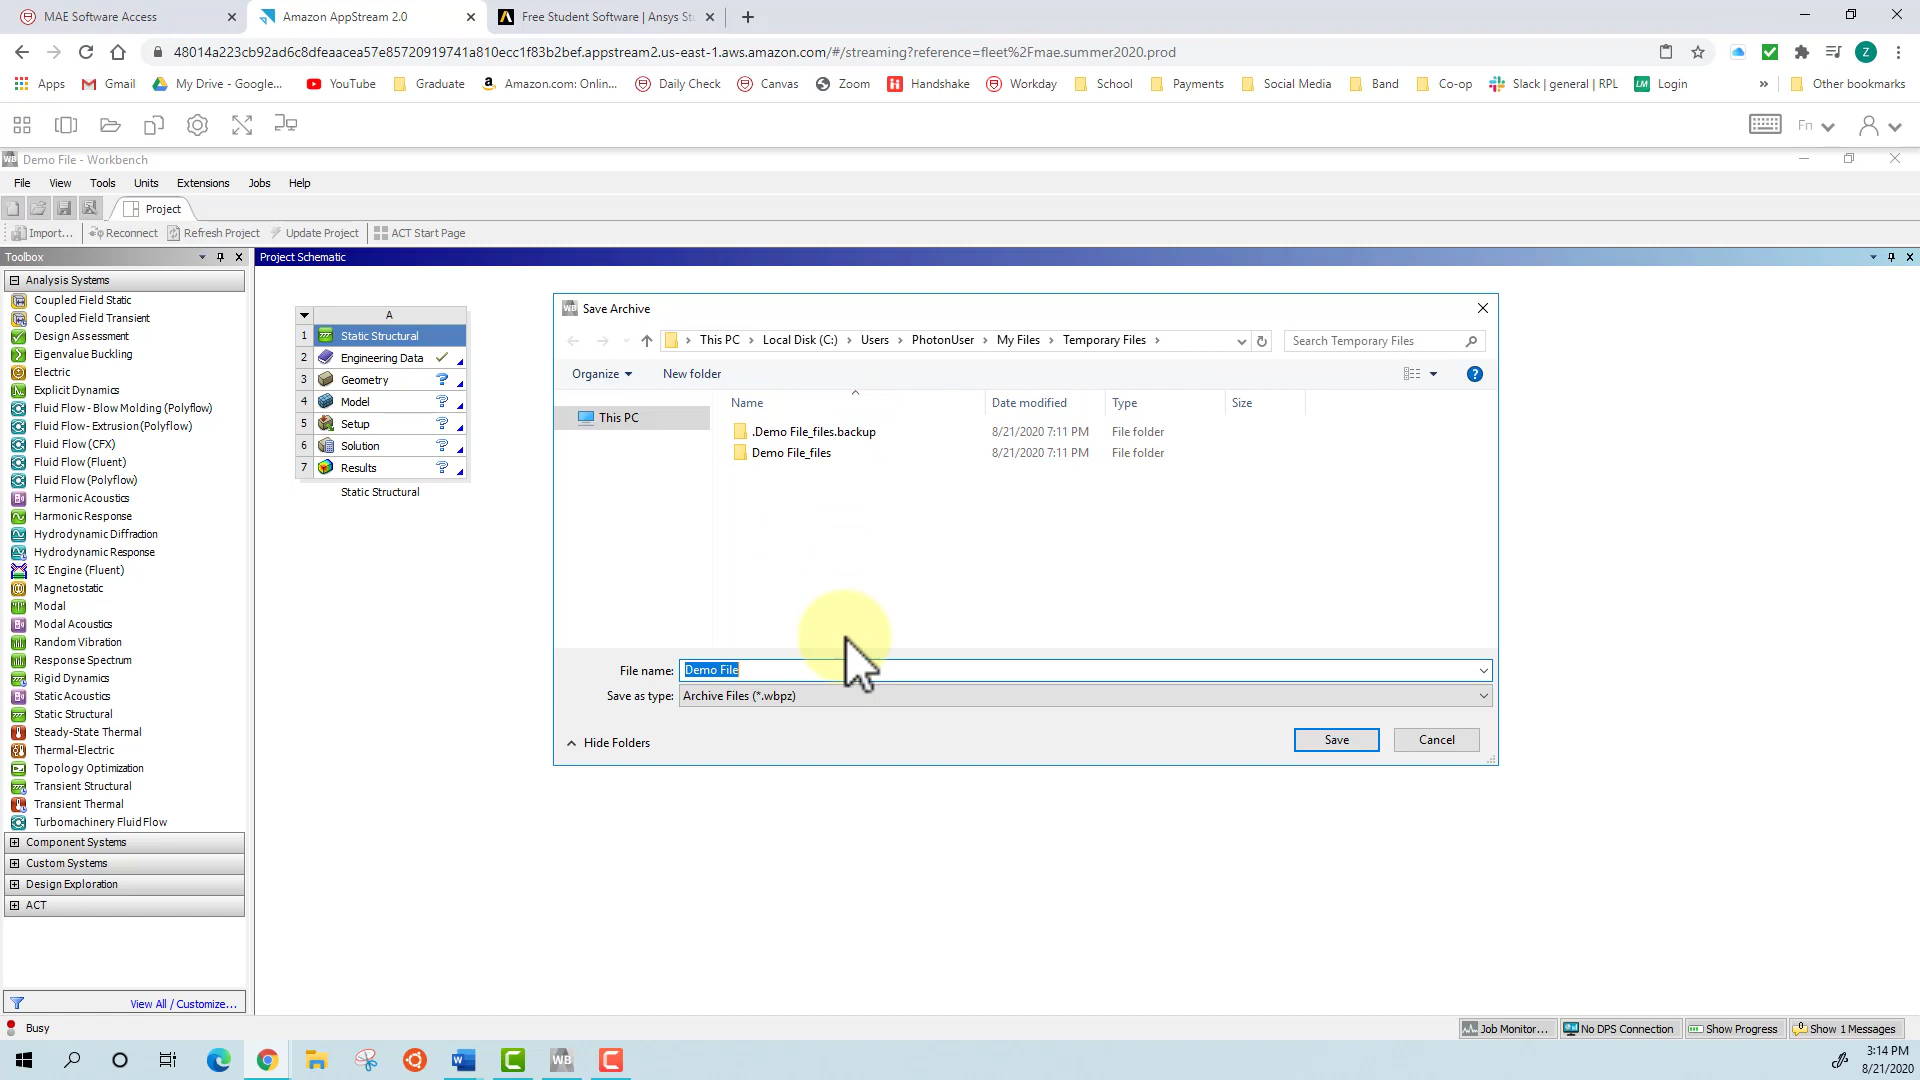 MAE Software Access
Amazon AppStream 2.0
Free Student Software | Ansys Stu
48014a223cb92ad6c8dfeaacea57e85720919741a810ecc1f83b2bef.appstream2.us-east-1.aws.amazon.com/#/streaming?reference=fleet%2Fmae.summer2020.prod
Z
Apps Gmail My Drive - Google... YouTube Graduate Amazon.com: Onlin... Daily Check Canvas Zoom Handshake Workday School Payments Social Media Band Co-op Slack | general | RPL LM Login » Other bookmarks
Fn
WB Demo File - Workbench
File View Tools Units Extensions Jobs Help
Project
Import... Reconnect Refresh Project Update Project ACT Start Page
Toolbox
Analysis Systems
Coupled Field Static
Coupled Field Transient
Design Assessment
Eigenvalue Buckling
Electric
Explicit Dynamics
Fluid Flow - Blow Molding (Polyflow)
Fluid Flow - Extrusion (Polyflow)
Fluid Flow (CFX)
Fluid Flow (Fluent)
Fluid Flow (Polyflow)
Harmonic Acoustics
Harmonic Response
Hydrodynamic Diffraction
Hydrodynamic Response
IC Engine (Fluent)
Magnetostatic
Modal
Modal Acoustics
Random Vibration
Response Spectrum
Rigid Dynamics
Static Acoustics
Static Structural
Steady-State Thermal
Thermal-Electric
Topology Optimization
Transient Structural
Transient Thermal
Turbomachinery Fluid Flow
Component Systems
Custom Systems
Design Exploration
ACT
View All / Customize...
Project Schematic
A
1 Static Structural
2 Engineering Data
3 Geometry
4 Model
5 Setup
6 Solution
7 Results
Static Structural
WB Save Archive
This PC Local Disk (C:) Users PhotonUser My Files Temporary Files
Search Temporary Files
Organize New folder
This PC
Name Date modified Type Size
.Demo File_files.backup 8/21/2020 7:11 PM File folder
Demo File_files 8/21/2020 7:11 PM File folder
File name: Demo File
Save as type: Archive Files (*.wbpz)
Hide Folders
Save Cancel
Busy
Job Monitor... No DPS Connection Show Progress Show 1 Messages
WB
3:14 PM
8/21/2020